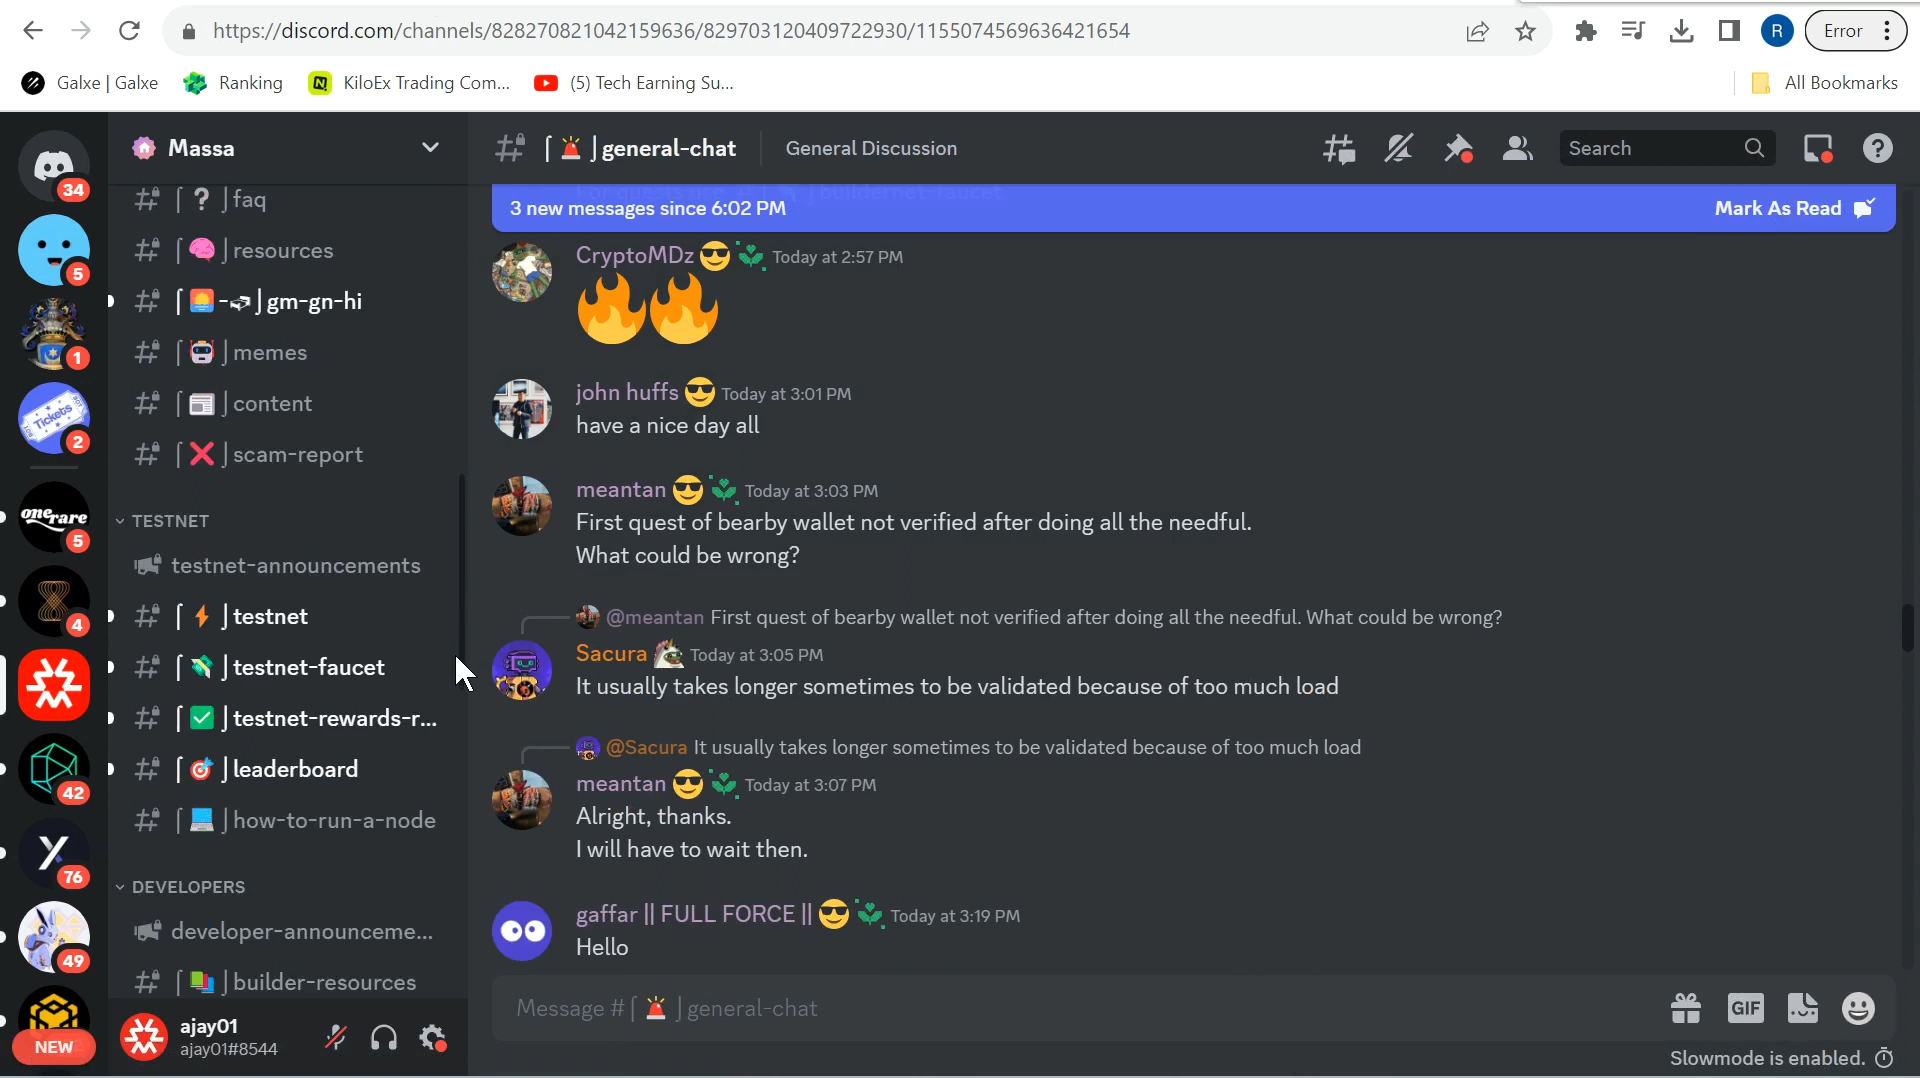 https://discord.com/channels/828270821042159636/829703120409722930/1155074569636421654
R
Error
Galxe | Galxe
Ranking
KiloEx Trading Com...
(5) Tech Earning Su...
All Bookmarks
34
5
1
Tickets
BOT
2
onerare
5
4
42
76
49
NEW
Massa
# ⌈❓⌋faq
# ⌈🧠⌋resources
# ⌈🌅-🛌⌋gm-gn-hi
# ⌈🤖⌋memes
# ⌈📰⌋content
# ⌈❌⌋scam-report
TESTNET
testnet-announcements
# ⌈⚡⌋testnet
# ⌈💸⌋testnet-faucet
# ⌈✅⌋testnet-rewards-r...
# ⌈🎯⌋leaderboard
# ⌈💻⌋how-to-run-a-node
DEVELOPERS
developer-announceme...
# ⌈📚⌋builder-resources
ajay01
ajay01#8544
# ⌈🚨⌋general-chat
General Discussion
Search
For quests use # ⌈ ⌋buildernet-faucet
3 new messages since 6:02 PM
Mark As Read
CryptoMDz😎 Today at 2:57 PM
🔥🔥
john huffs😎 Today at 3:01 PM
have a nice day all
meantan😎 Today at 3:03 PM
First quest of bearby wallet not verified after doing all the needful.
What could be wrong?
@meantan First quest of bearby wallet not verified after doing all the needful. What could be wrong?
Sacura Today at 3:05 PM
It usually takes longer sometimes to be validated because of too much load
@Sacura It usually takes longer sometimes to be validated because of too much load
meantan😎 Today at 3:07 PM
Alright, thanks.
I will have to wait then.
gaffar || FULL FORCE ||😎 Today at 3:19 PM
Hello
Message #⌈🚨⌋general-chat
GIF
Slowmode is enabled.